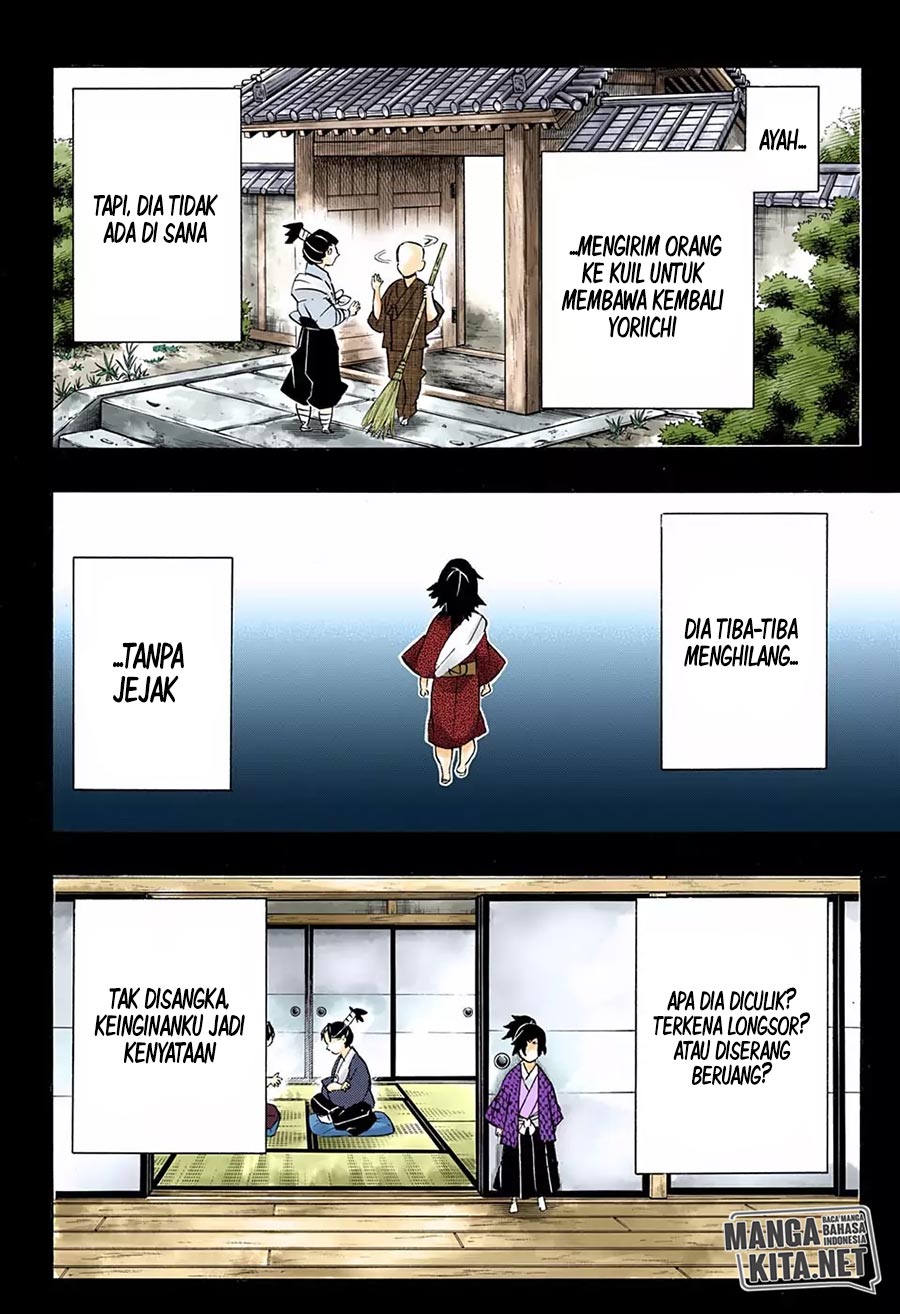 AYAH...
...MENGIRIM ORANG
KE KUIL UNTUK
MEMBAWA KEMBALI
YORIICHI
TAPI, DIA TIDAK
ADA DI SANA
DIA TIBA-TIBA
MENGHILANG...
...TANPA
JEJAK
APA DIA DICULIK?
TERKENA LONGSOR?
ATAU DISERANG
BERUANG?
TAK DISANGKA,
KEINGINANKU JADI
KENYATAAN
MANGA
BACA MANGA
BAHASA
INDONESIA
KITA.NET